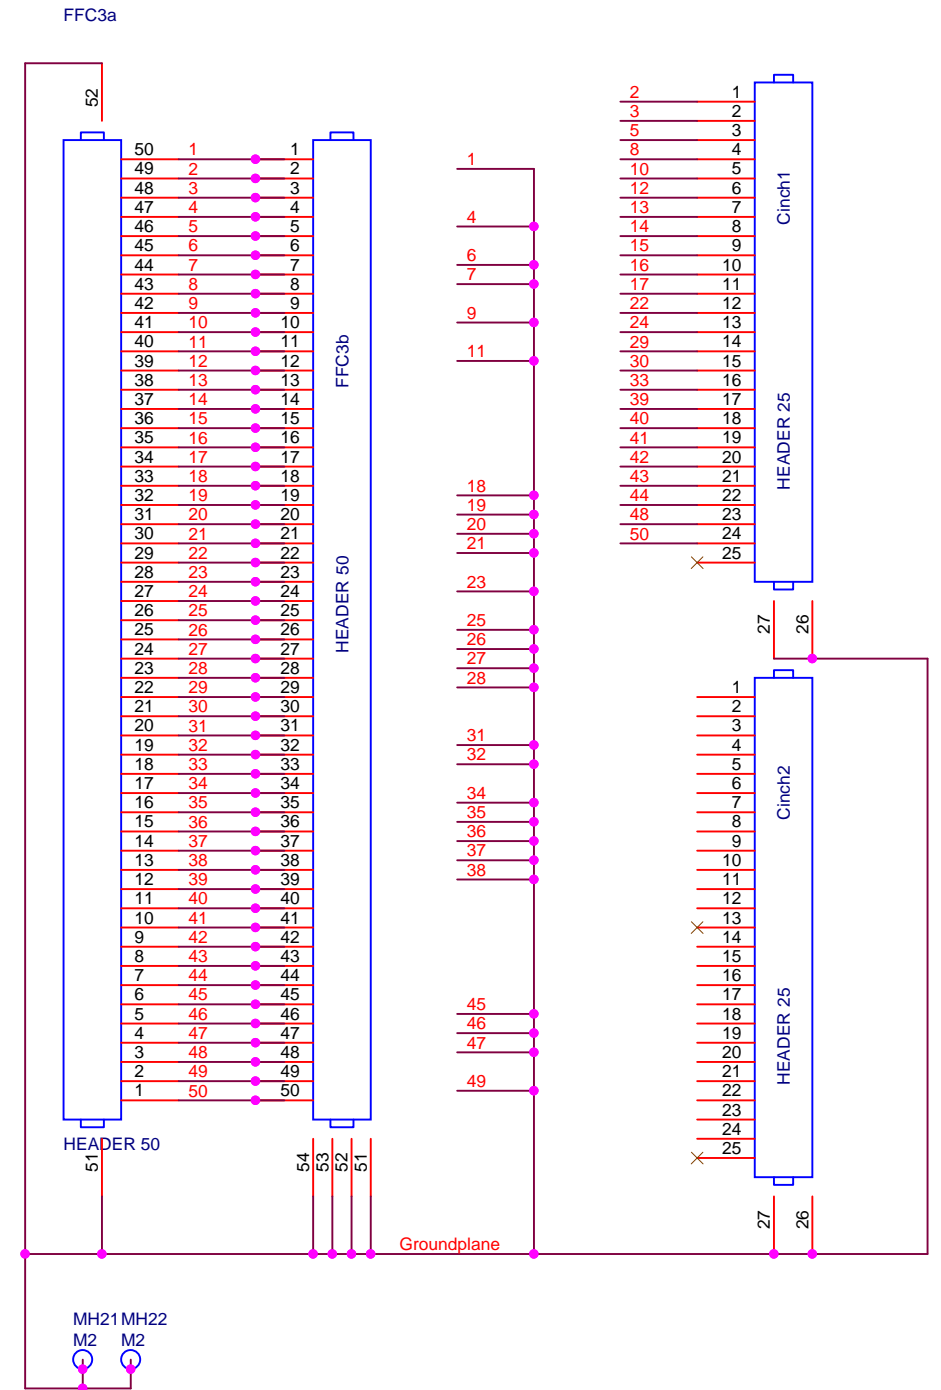 FFC3a
52
50 1 1
49 2 2
48 3 3
47 4 4
46 5 5
45 6 6
44 7 7
43 8 8
42 9 9
41 10 10
40 11 11
39 12 12
38 13 13
37 14 14
36 15 15
35 16 16
34 17 17
33 18 18
32 19 19
31 20 20
30 21 21
29 22 22
28 23 23
27 24 24
26 25 25
25 26 26
24 27 27
23 28 28
22 29 29
21 30 30
20 31 31
19 32 32
18 33 33
17 34 34
16 35 35
15 36 36
14 37 37
13 38 38
12 39 39
11 40 40
10 41 41
9 42 42
8 43 43
7 44 44
6 45 45
5 46 46
4 47 47
3 48 48
2 49 49
1 50 50
HEADER 50
51
FFC3b
HEADER 50
54
53
52
51
1
4
6
7
9
11
18
19
20
21
23
25
26
27
28
31
32
34
35
36
37
38
45
46
47
49
Groundplane
2 1
3 2
5 3
8 4
10 5
12 6
13 7
14 8
15 9
16 10
17 11
22 12
24 13
29 14
30 15
33 16
39 17
40 18
41 19
42 20
43 21
44 22
48 23
50 24
25
Cinch1
HEADER 25
27
26
1
2
3
4
5
6
7
8
9
10
11
12
13
14
15
16
17
18
19
20
21
22
23
24
25
Cinch2
HEADER 25
27
26
MH21 MH22
M2 M2